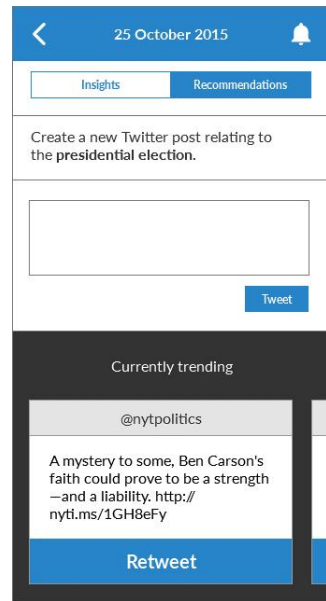 25 October 2015
Insights
Recommendations
Create a new Twitter post relating to
the presidential election.
Tweet
Currently trending
@nytpolitics
A mystery to some, Ben Carson's
faith could prove to be a strength
—and a liability. http://
nyti.ms/1GH8eFy
Retweet